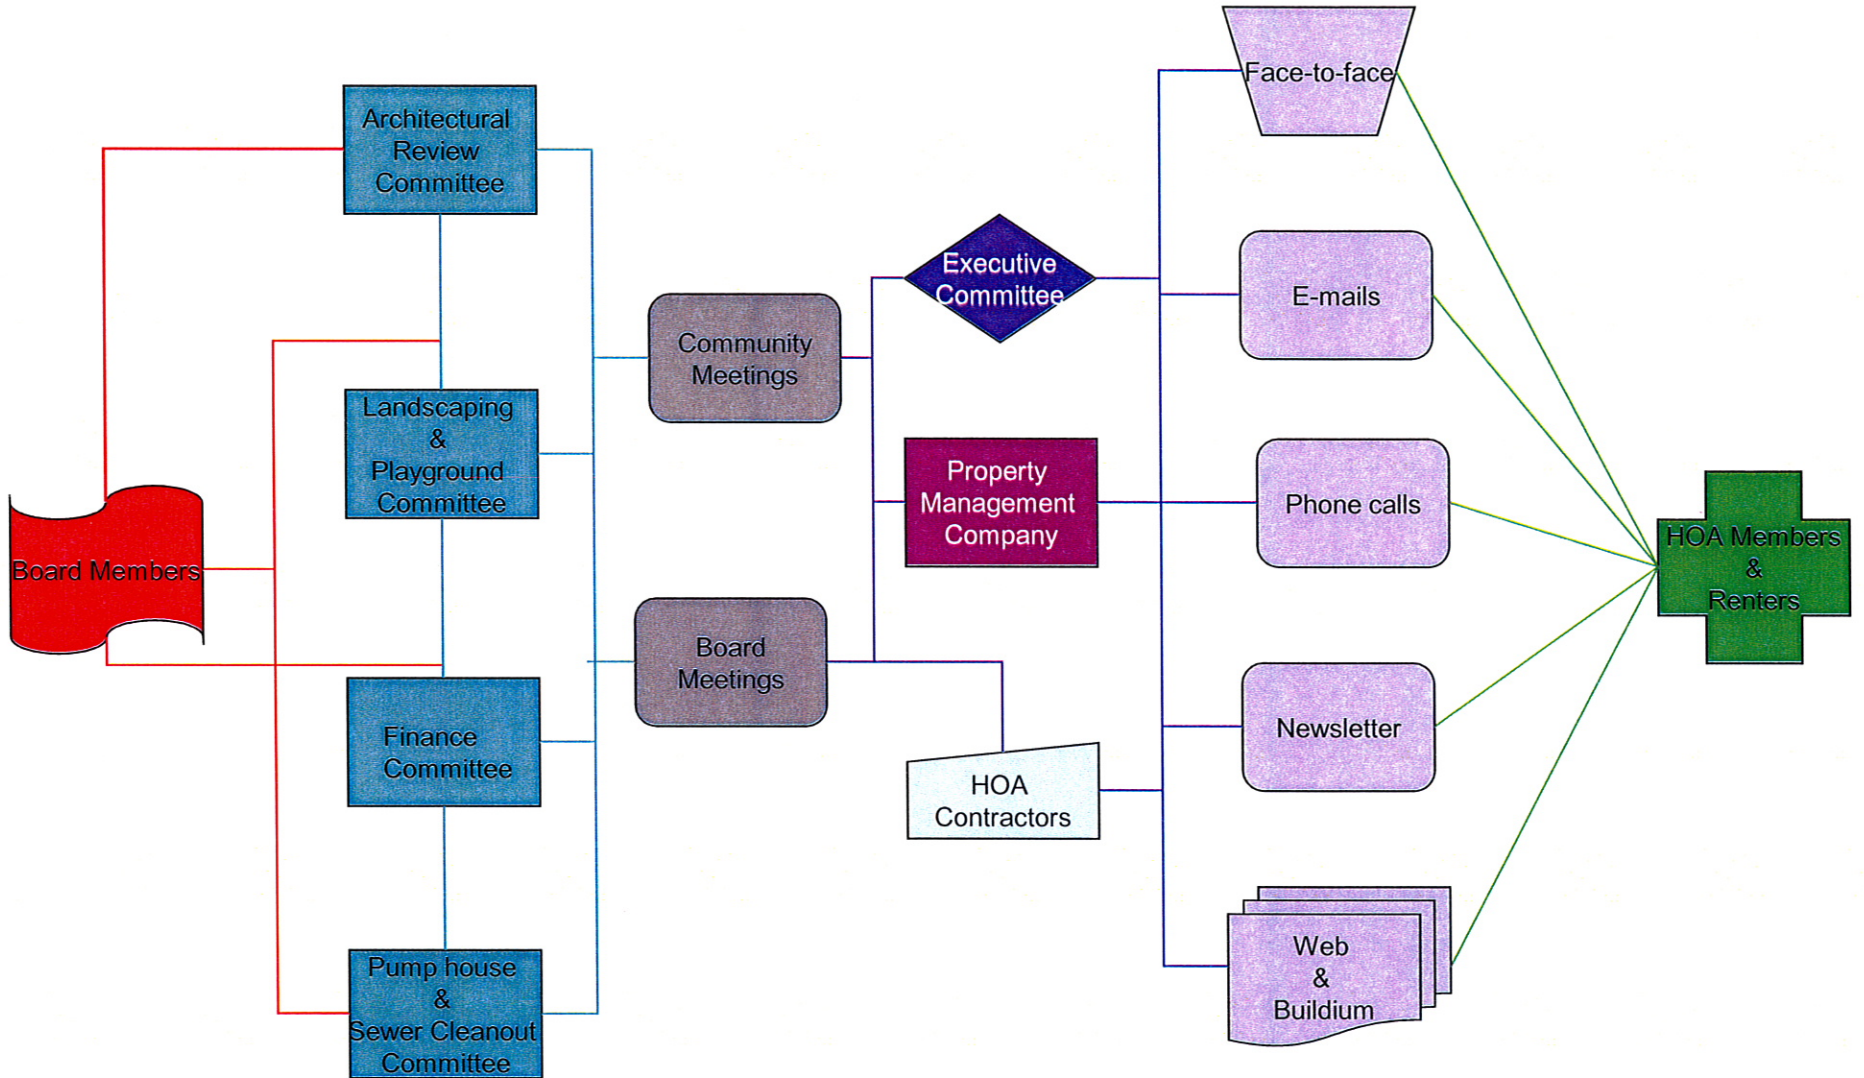 Board Members
Architectural
Review
Committee
Landscaping
&
Playground
Committee
Finance
Committee
Pump house
&
Sewer Cleanout
Committee
Community
Meetings
Board
Meetings
Executive
Committee
Property
Management
Company
HOA
Contractors
Face-to-face
E-mails
Phone calls
Newsletter
Web
&
Buildium
HOA Members
&
Renters